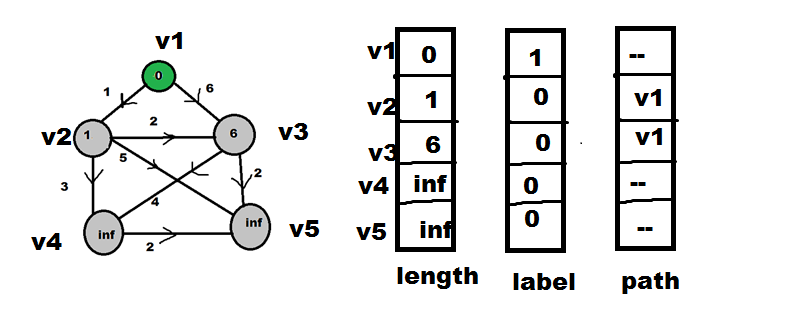 v1
0
1
6
v2
1
2
6
v3
5
3
2
4
v4
inf
2
inf
v5
v1 0 1 --
v2 1 0 v1
v3 6 0 v1
v4 inf 0 --
v5 inf 0 --
length label path